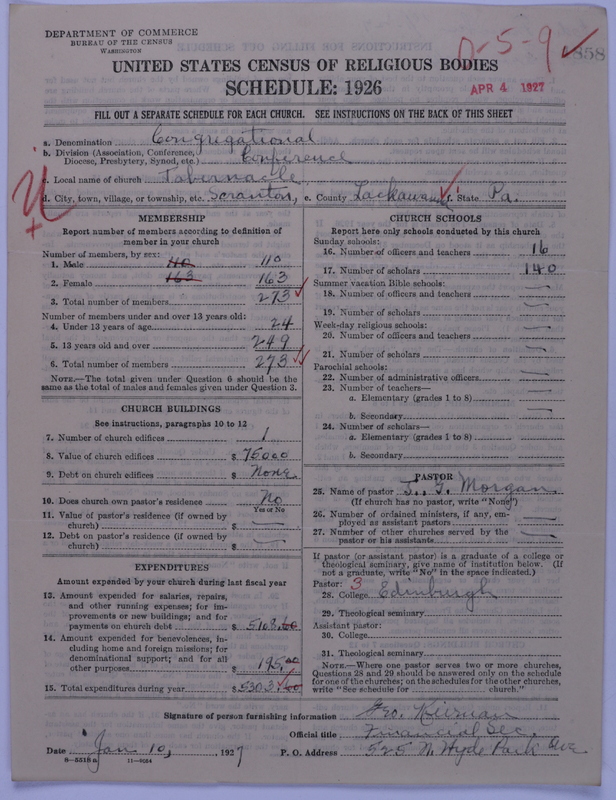 DEPARTMENT OF COMMERCE
BUREAU OF THE CENSUS
WASHINGTON
D-5-9
858
UNITED STATES CENSUS OF RELIGIOUS BODIES
SCHEDULE: 1926
APR 4 1927
FILL OUT A SEPARATE SCHEDULE FOR EACH CHURCH. SEE INSTRUCTIONS ON THE BACK OF THIS SHEET
a. Denomination Congregational
b. Division (Association, Conference,
Diocese, Presbytery, Synod, etc.) Conference
c. Local name of church Tabernacle
d. City, town, village, or township, etc. Scranton, e. County Lackawanna f. State Pa.
MEMBERSHIP
Report number of members according to definition of
member in your church
Number of members, by sex:
1. Male 110 110
2. Female 163 163
3. Total number of members 273
Number of members under and over 13 years old:
4. Under 13 years of age 24
5. 13 years old and over 249
6. Total number of members 273
NOTE.—The total given under Question 6 should be the
same as the total of males and females given under Question 3.
CHURCH BUILDINGS
See instructions, paragraphs 10 to 12
7. Number of church edifices 1
8. Value of church edifices $ 75000
9. Debt on church edifices $ None
10. Does church own pastor's residence No
Yes or No
11. Value of pastor's residence (if owned by
church) $ —
12. Debt on pastor's residence (if owned by
church) $ —
EXPENDITURES
Amount expended by your church during last fiscal year
13. Amount expended for salaries, repairs,
and other running expenses; for im-
provements or new buildings; and for
payments on church debt $ 5108.00
14. Amount expended for benevolences, in-
cluding home and foreign missions; for
denominational support; and for all
other purposes $ 195.00
15. Total expenditures during year $ 5303.00
CHURCH SCHOOLS
Report here only schools conducted by this church
Sunday schools:
16. Number of officers and teachers 16
17. Number of scholars 140
Summer vacation Bible schools:
18. Number of officers and teachers —
19. Number of scholars —
Week-day religious schools:
20. Number of officers and teachers —
21. Number of scholars —
Parochial schools:
22. Number of administrative officers —
23. Number of teachers—
a. Elementary (grades 1 to 8) —
b. Secondary —
24. Number of scholars—
a. Elementary (grades 1 to 8) —
b. Secondary —
PASTOR
25. Name of pastor T. J. Morgan
(If church has no pastor, write "None")
26. Number of ordained ministers, if any, em-
ployed as assistant pastors —
27. Number of other churches served by the
pastor or his assistants —
If pastor (or assistant pastor) is a graduate of a college or
theological seminary, give name of institution below. (If
not a graduate, write "No" in the space indicated.)
Pastor: 3
28. College Edinburgh
29. Theological seminary
Assistant pastor:
30. College
31. Theological seminary
NOTE.—Where one pastor serves two or more churches,
Questions 28 and 29 should be answered only on the schedule
for one of the churches; on the schedules for the other churches,
write "See schedule for church."
Signature of person furnishing information Geo. Kiernan
Official title Financial Sec.
Date Jan 10, 1927 P. O. Address 525 N. Hyde Park Ave
8—5518a 11—9014